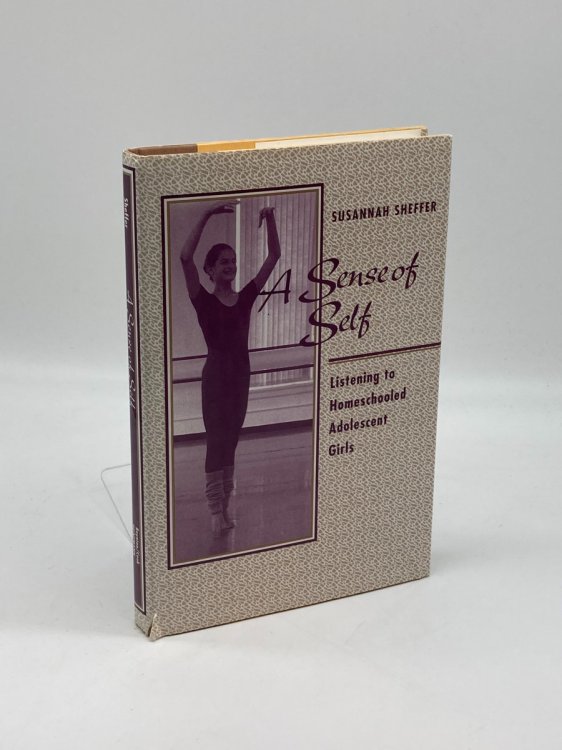 SUSANNAH SHEFFER
A Sense of
Self
Listening to
Homeschooled
Adolescent
Girls
Sheffer
A Sense of Self